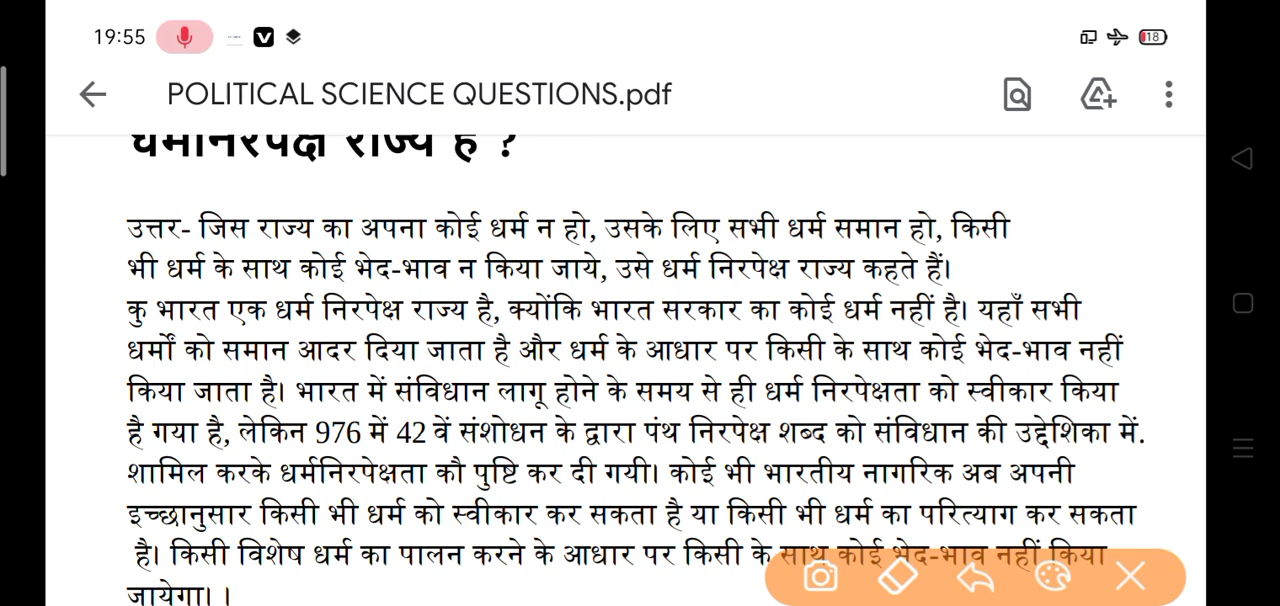 19:55
18
POLITICAL SCIENCE QUESTIONS.pdf
धर्मनिरपेक्ष राज्य है ?
उत्तर- जिस राज्य का अपना कोई धर्म न हो, उसके लिए सभी धर्म समान हो, किसी
भी धर्म के साथ कोई भेद-भाव न किया जाये, उसे धर्म निरपेक्ष राज्य कहते हैं।
कु भारत एक धर्म निरपेक्ष राज्य है, क्योंकि भारत सरकार का कोई धर्म नहीं है। यहाँ सभी
धर्मों को समान आदर दिया जाता है और धर्म के आधार पर किसी के साथ कोई भेद-भाव नहीं
किया जाता है। भारत में संविधान लागू होने के समय से ही धर्म निरपेक्षता को स्वीकार किया
है गया है, लेकिन 976 में 42 वें संशोधन के द्वारा पंथ निरपेक्ष शब्द को संविधान की उद्देशिका में.
शामिल करके धर्मनिरपेक्षता कौ पुष्टि कर दी गयी। कोई भी भारतीय नागरिक अब अपनी
इच्छानुसार किसी भी धर्म को स्वीकार कर सकता है या किसी भी धर्म का परित्याग कर सकता
है। किसी विशेष धर्म का पालन करने के आधार पर किसी के साथ कोई भेद-भाव नहीं किया
जायेगा। ।